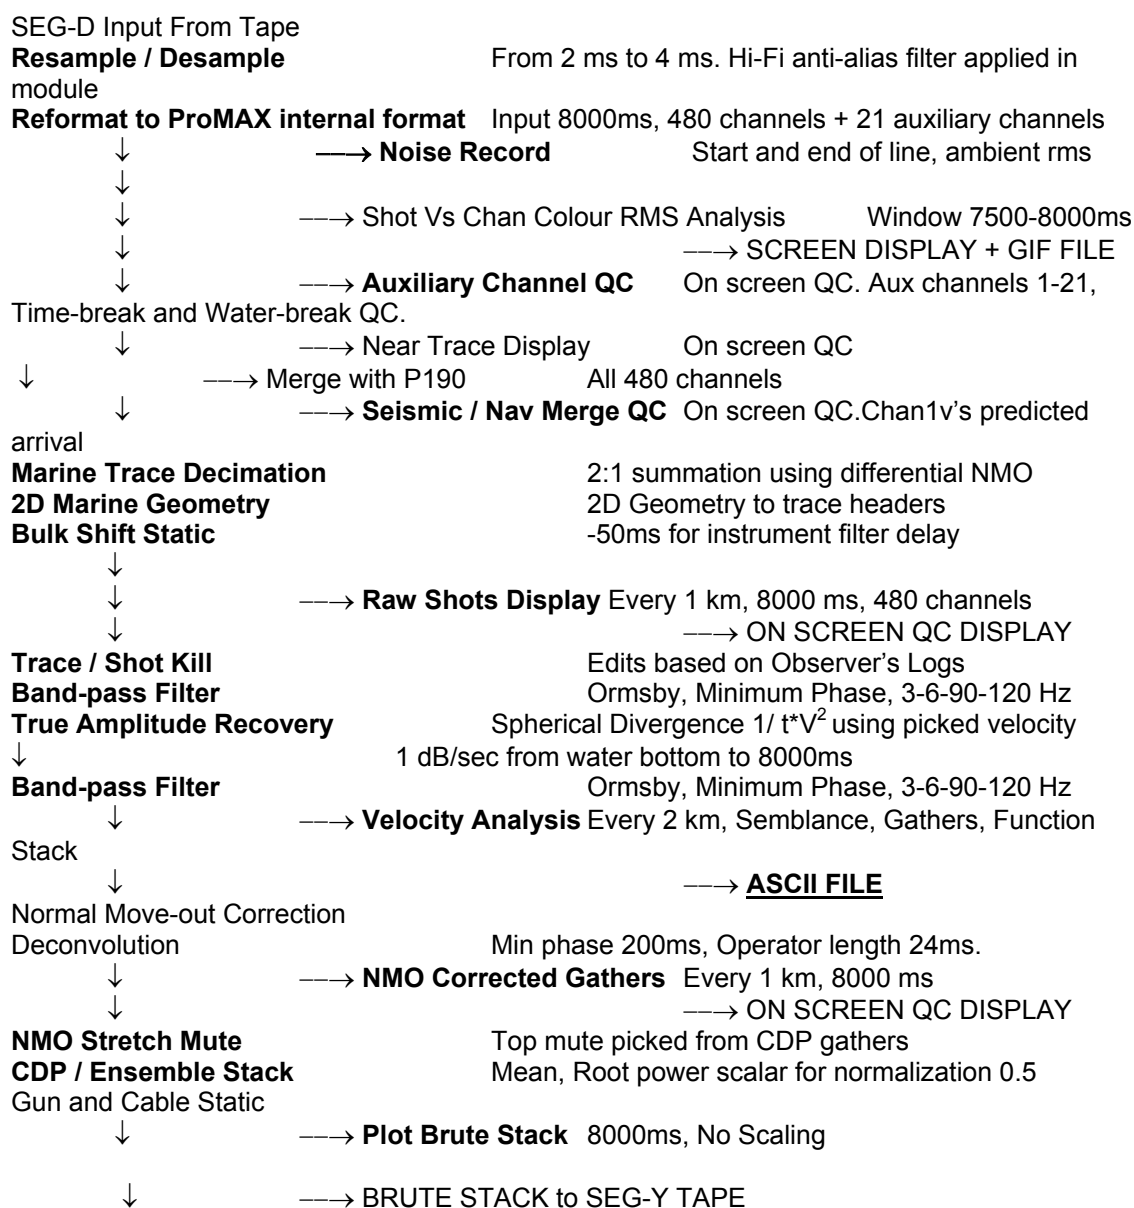 SEG-D Input From Tape
Resample / Desample From 2 ms to 4 ms. Hi-Fi anti-alias filter applied in
module
Reformat to ProMAX internal format Input 8000ms, 480 channels + 21 auxiliary channels
↓ ––→ Noise Record Start and end of line, ambient rms
↓
↓ ––→ Shot Vs Chan Colour RMS Analysis Window 7500-8000ms
↓ ––→ SCREEN DISPLAY + GIF FILE
↓ ––→ Auxiliary Channel QC On screen QC. Aux channels 1-21,
Time-break and Water-break QC.
↓ ––→ Near Trace Display On screen QC
↓ ––→ Merge with P190 All 480 channels
↓ ––→ Seismic / Nav Merge QC On screen QC.Chan1v's predicted
arrival
Marine Trace Decimation 2:1 summation using differential NMO
2D Marine Geometry 2D Geometry to trace headers
Bulk Shift Static -50ms for instrument filter delay
↓
↓ ––→ Raw Shots Display Every 1 km, 8000 ms, 480 channels
↓ ––→ ON SCREEN QC DISPLAY
Trace / Shot Kill Edits based on Observer's Logs
Band-pass Filter Ormsby, Minimum Phase, 3-6-90-120 Hz
True Amplitude Recovery Spherical Divergence 1/ t*V² using picked velocity
↓ 1 dB/sec from water bottom to 8000ms
Band-pass Filter Ormsby, Minimum Phase, 3-6-90-120 Hz
↓ ––→ Velocity Analysis Every 2 km, Semblance, Gathers, Function
Stack
↓ ––→ ASCII FILE
Normal Move-out Correction
Deconvolution Min phase 200ms, Operator length 24ms.
↓ ––→ NMO Corrected Gathers Every 1 km, 8000 ms
↓ ––→ ON SCREEN QC DISPLAY
NMO Stretch Mute Top mute picked from CDP gathers
CDP / Ensemble Stack Mean, Root power scalar for normalization 0.5
Gun and Cable Static
↓ ––→ Plot Brute Stack 8000ms, No Scaling
↓ ––→ BRUTE STACK to SEG-Y TAPE